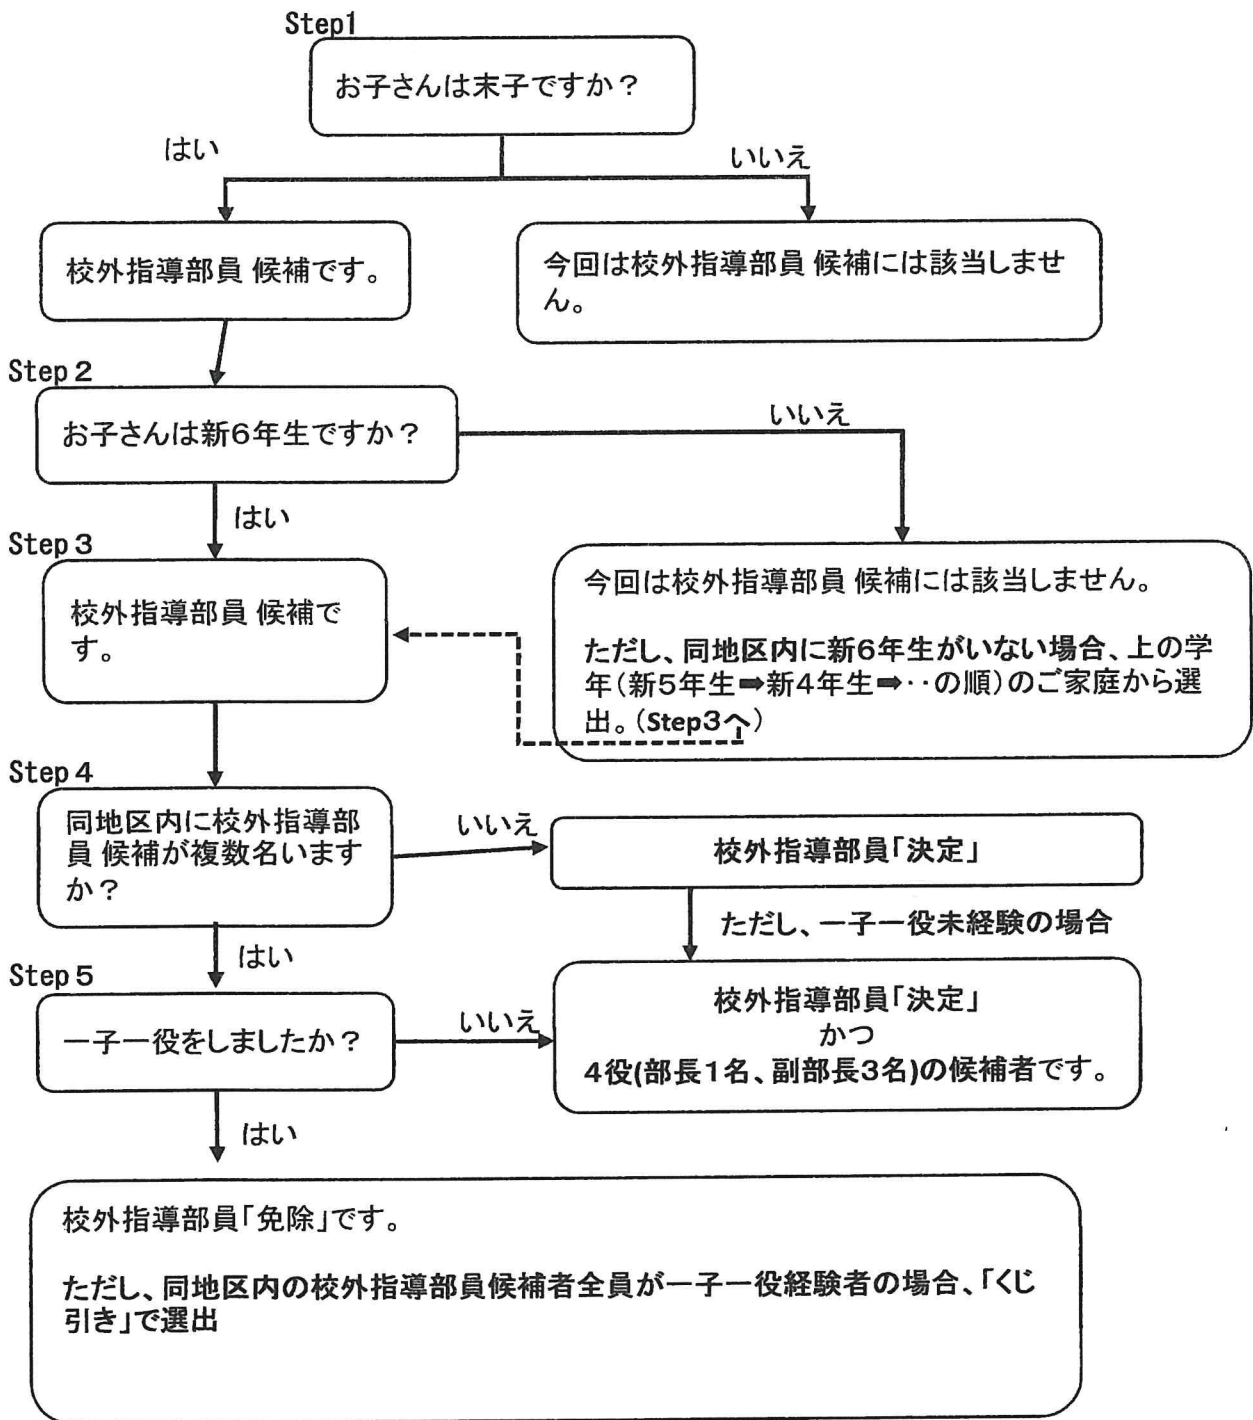 Step1
お子さんは末子ですか？
はい
いいえ
校外指導部員 候補です。
今回は校外指導部員 候補には該当しませ
ん。
Step２
お子さんは新６年生ですか？
いいえ
はい
Step３
校外指導部員 候補で
す。
今回は校外指導部員 候補には該当しません。
ただし、同地区内に新６年生がいない場合、上の学
年（新５年生➡新４年生➡・・の順）のご家庭から選
出。（Step３へ）
Step４
同地区内に校外指導部
員 候補が複数名います
か？
いいえ
校外指導部員「決定」
ただし、一子一役未経験の場合
はい
Step５
一子一役をしましたか？
いいえ
校外指導部員「決定」
かつ
４役(部長１名、副部長３名)の候補者です。
はい
校外指導部員「免除」です。
ただし、同地区内の校外指導部員候補者全員が一子一役経験者の場合、「くじ
引き」で選出